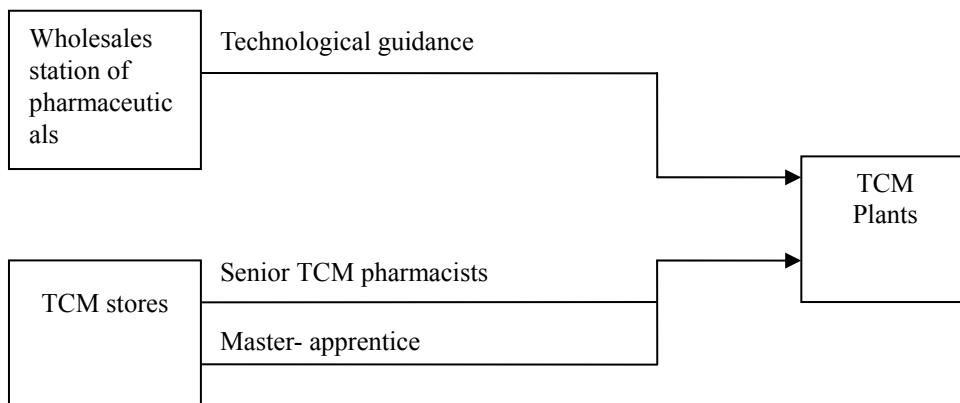 Wholesales
station of
pharmaceutic
als
Technological guidance
TCM
Plants
Senior TCM pharmacists
TCM stores
Master- apprentice